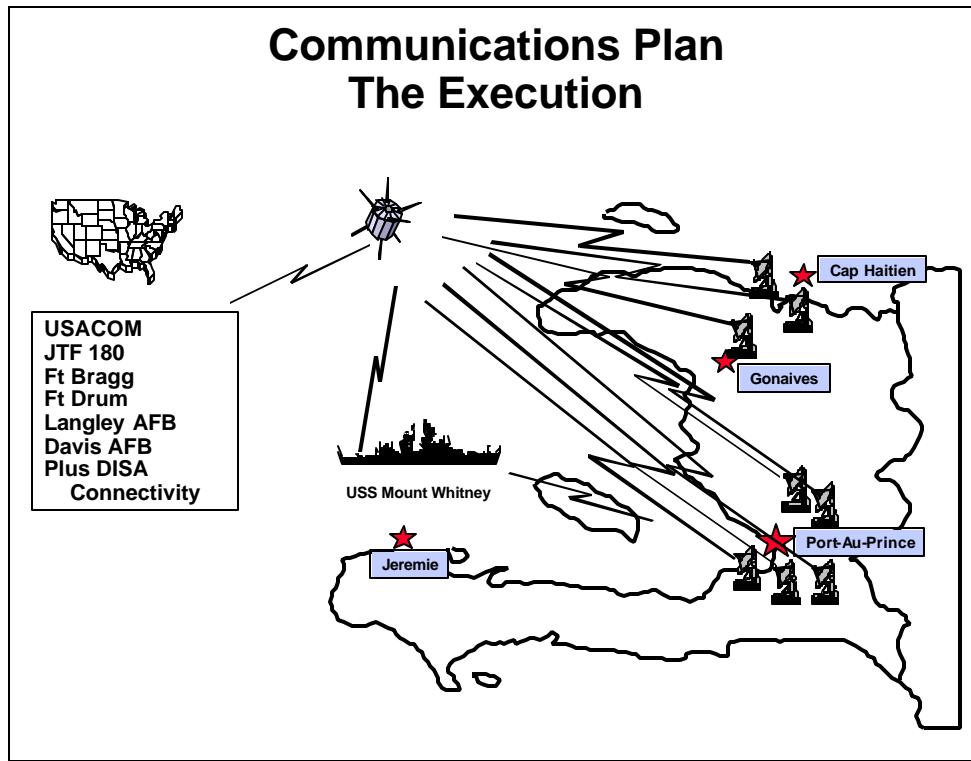 Communications Plan
The Execution
USACOM
JTF 180
Ft Bragg
Ft Drum
Langley AFB
Davis AFB
Plus DISA
Connectivity
USS Mount Whitney
Cap Haitien
Gonaives
Port-Au-Prince
Jeremie